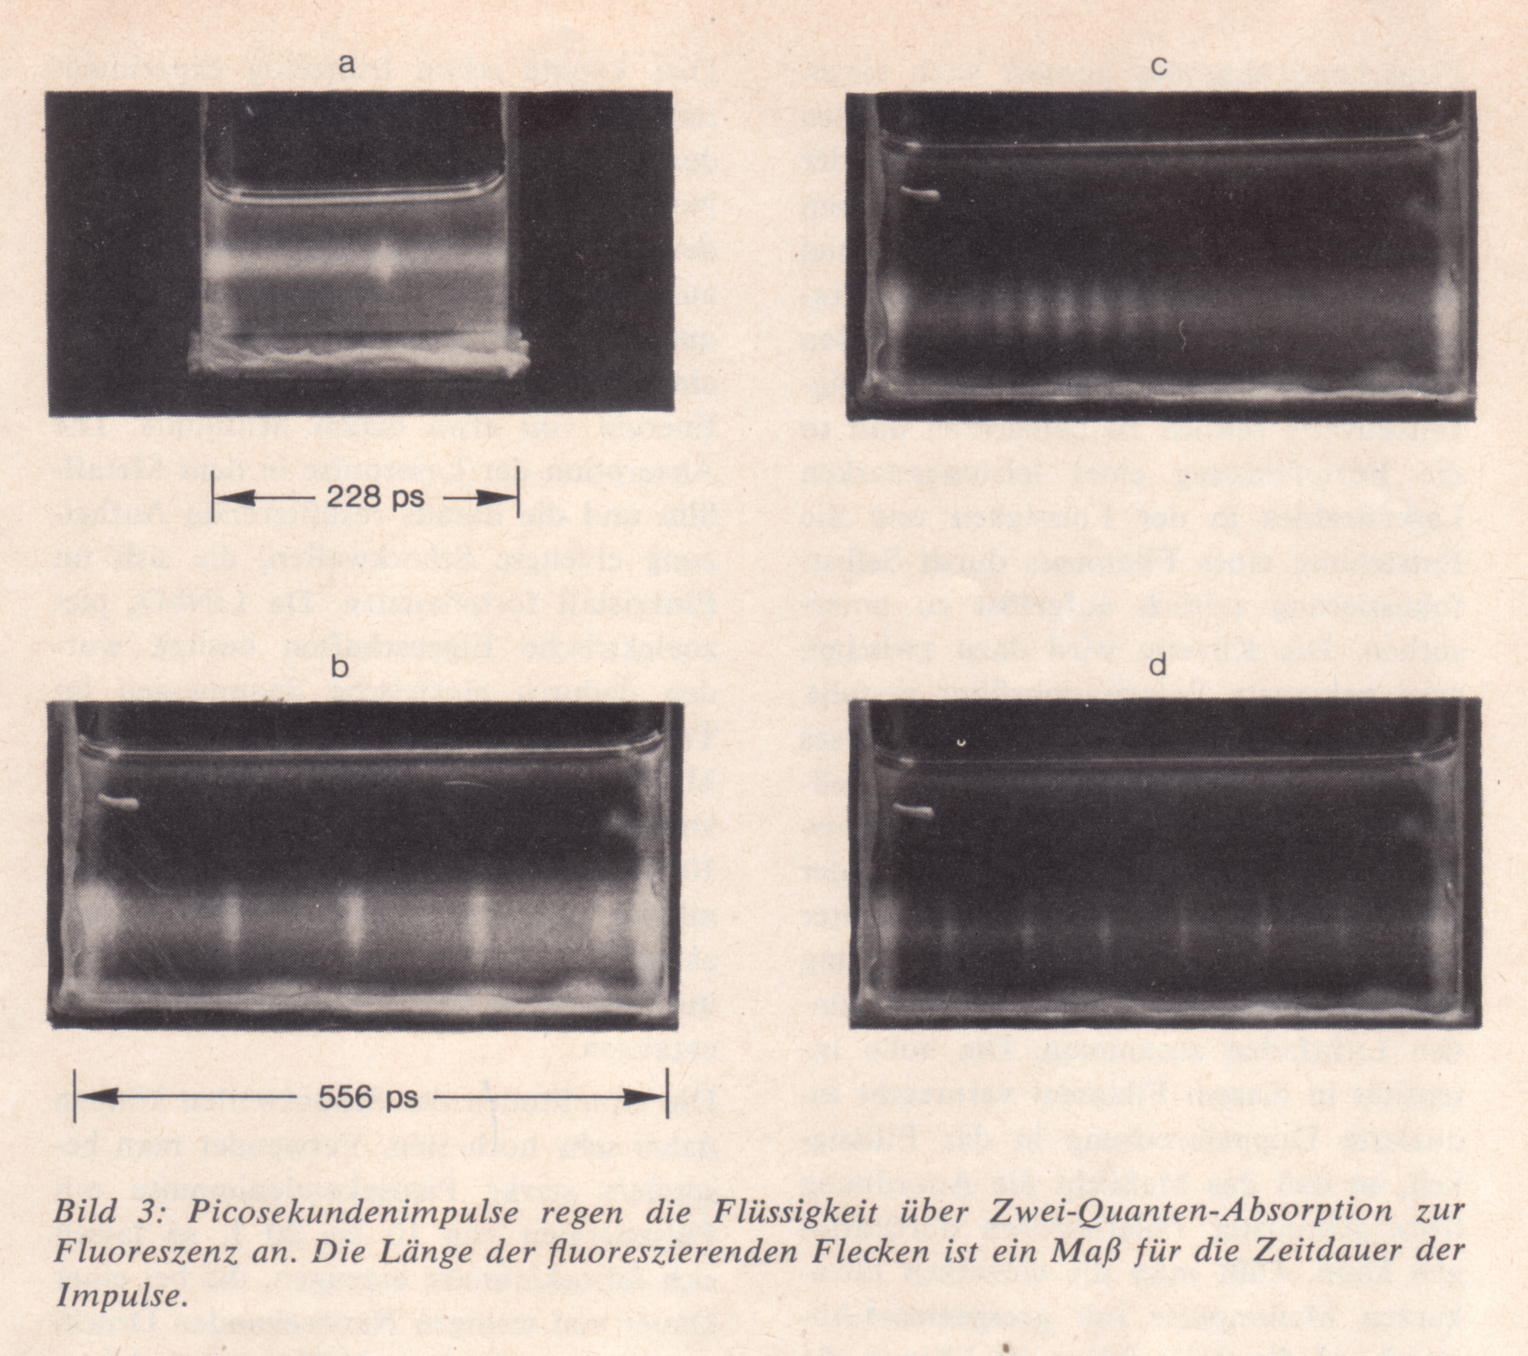 a
c
228 ps
b
d
556 ps
Bild 3: Picosekundenimpulse regen die Flüssigkeit über Zwei-Quanten-Absorption zur
Fluoreszenz an. Die Länge der fluoreszierenden Flecken ist ein Maß für die Zeitdauer der
Impulse.